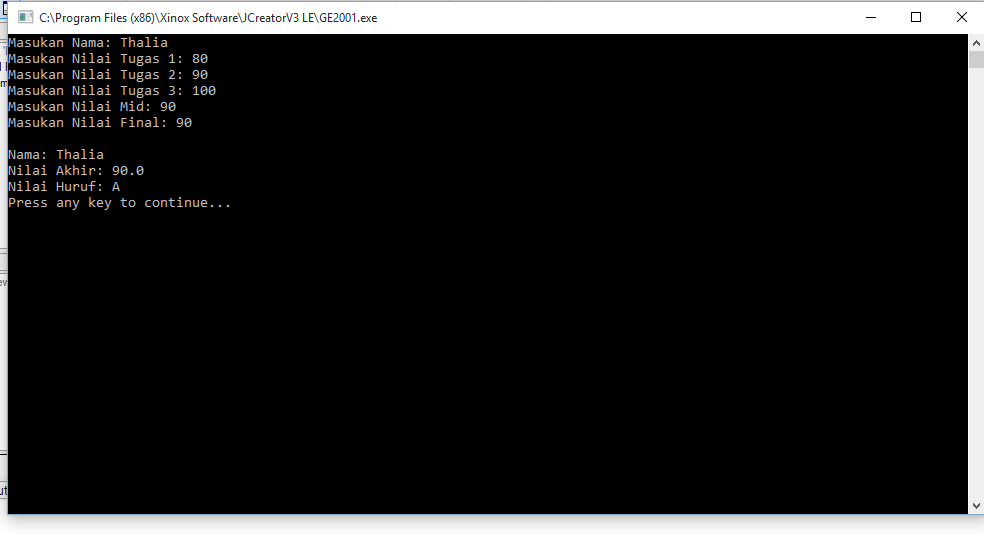 C:\Program Files (x86)\Xinox Software\JCreatorV3 LE\GE2001.exe
Masukan Nama: Thalia
Masukan Nilai Tugas 1: 80
Masukan Nilai Tugas 2: 90
Masukan Nilai Tugas 3: 100
Masukan Nilai Mid: 90
Masukan Nilai Final: 90
Nama: Thalia
Nilai Akhir: 90.0
Nilai Huruf: A
Press any key to continue...